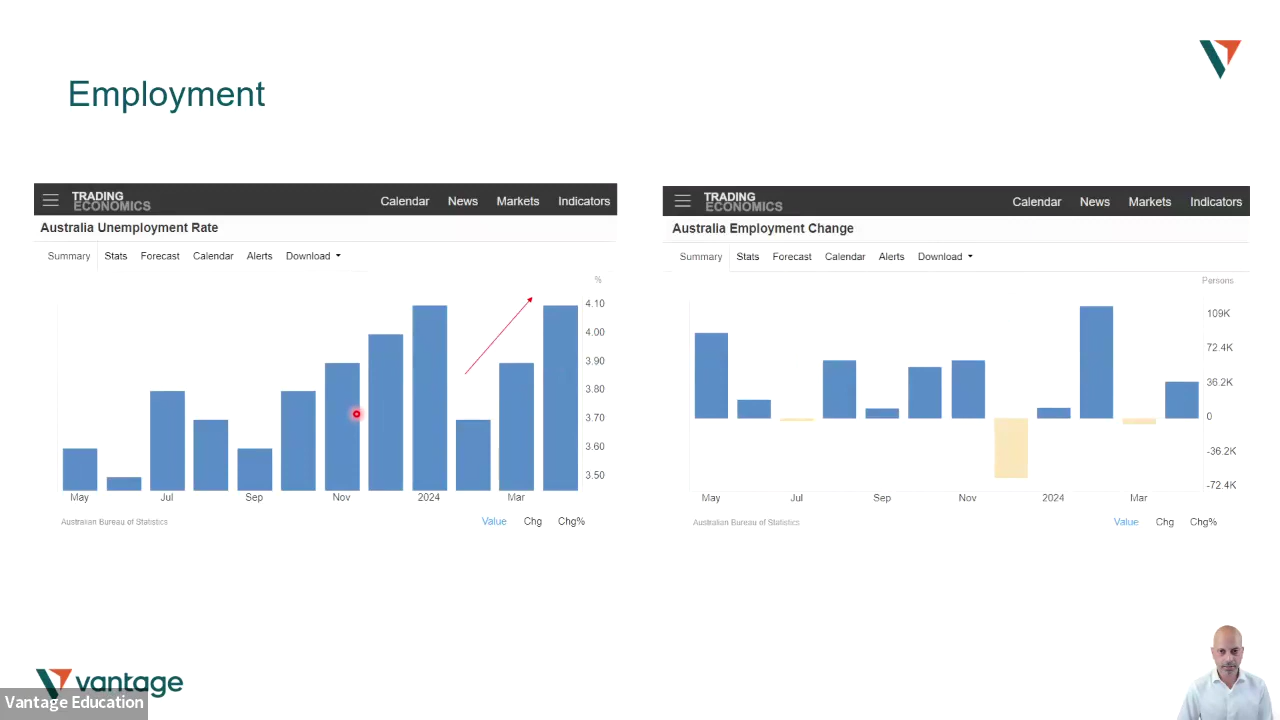 Employment
TRADING
ECONOMICS
Calendar News Markets Indicators
Australia Unemployment Rate
Summary Stats Forecast Calendar Alerts Download
%
4.10
4.00
3.90
3.80
3.70
3.60
3.50
May Jul Sep Nov 2024 Mar
Australian Bureau of Statistics
Value Chg Chg%
TRADING
ECONOMICS
Calendar News Markets Indicators
Australia Employment Change
Summary Stats Forecast Calendar Alerts Download
Persons
109K
72.4K
36.2K
0
-36.2K
-72.4K
May Jul Sep Nov 2024 Mar
Australian Bureau of Statistics
Value Chg Chg%
vantage
Vantage Education